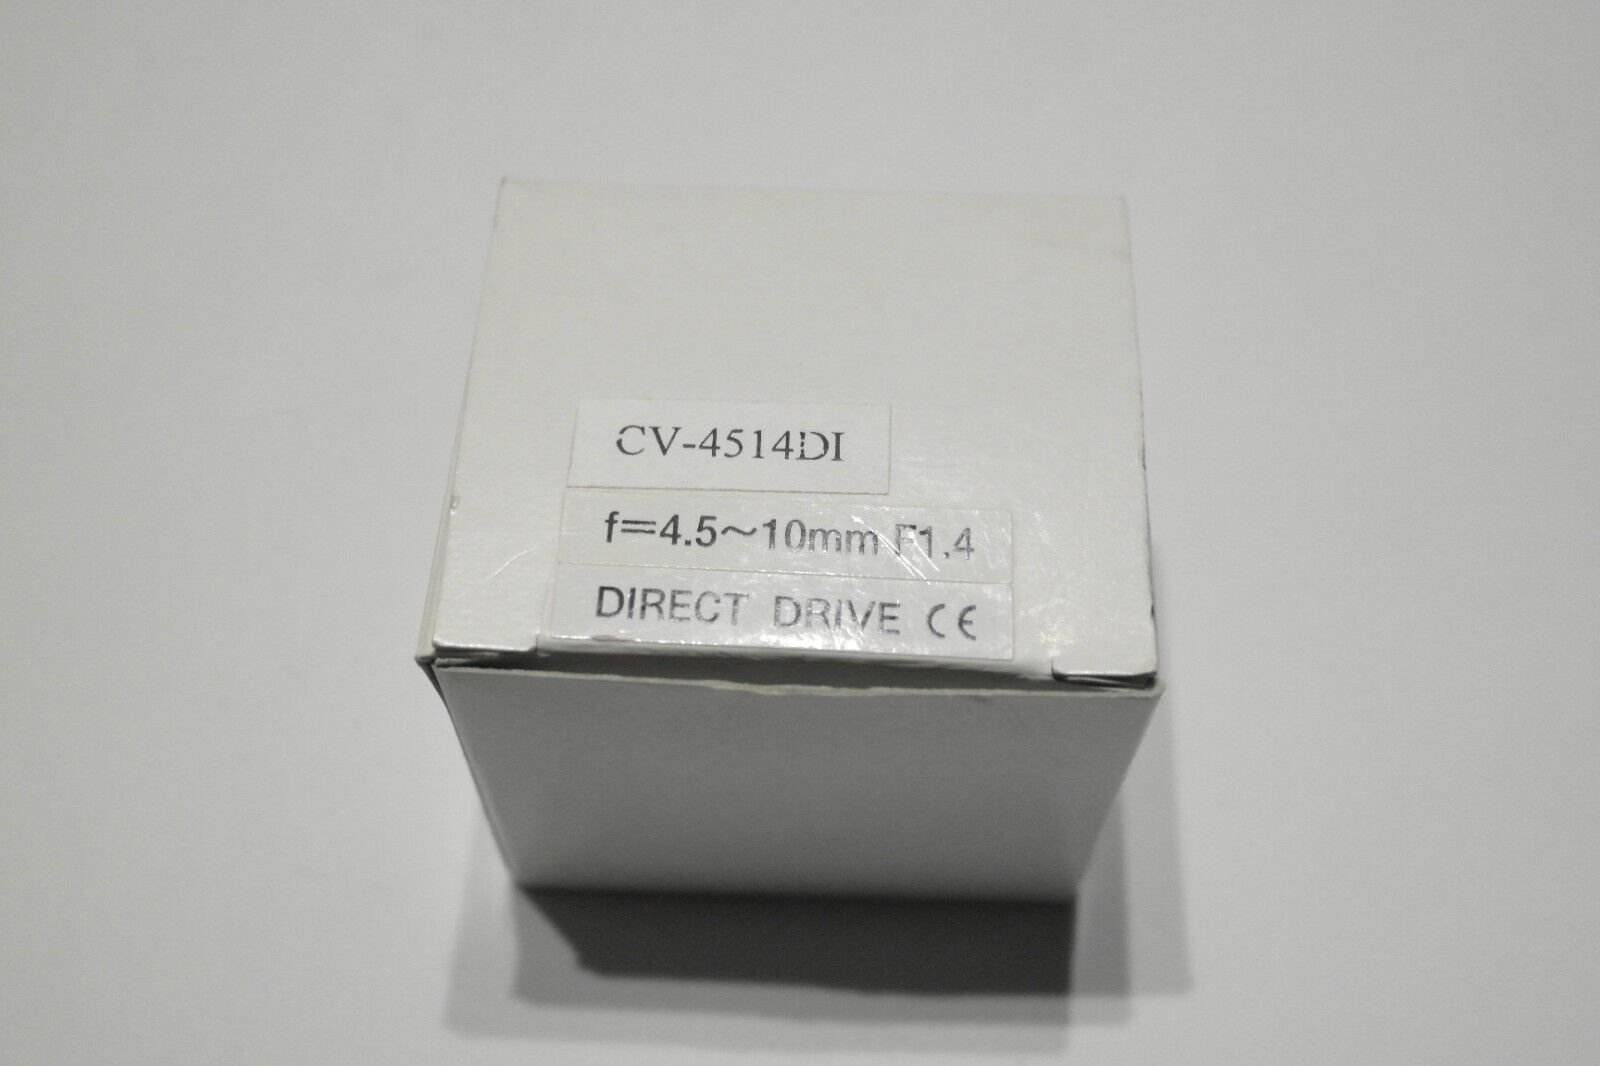 CV-4514DI
f=4.5~10mm F1.4
DIRECT DRIVE CE